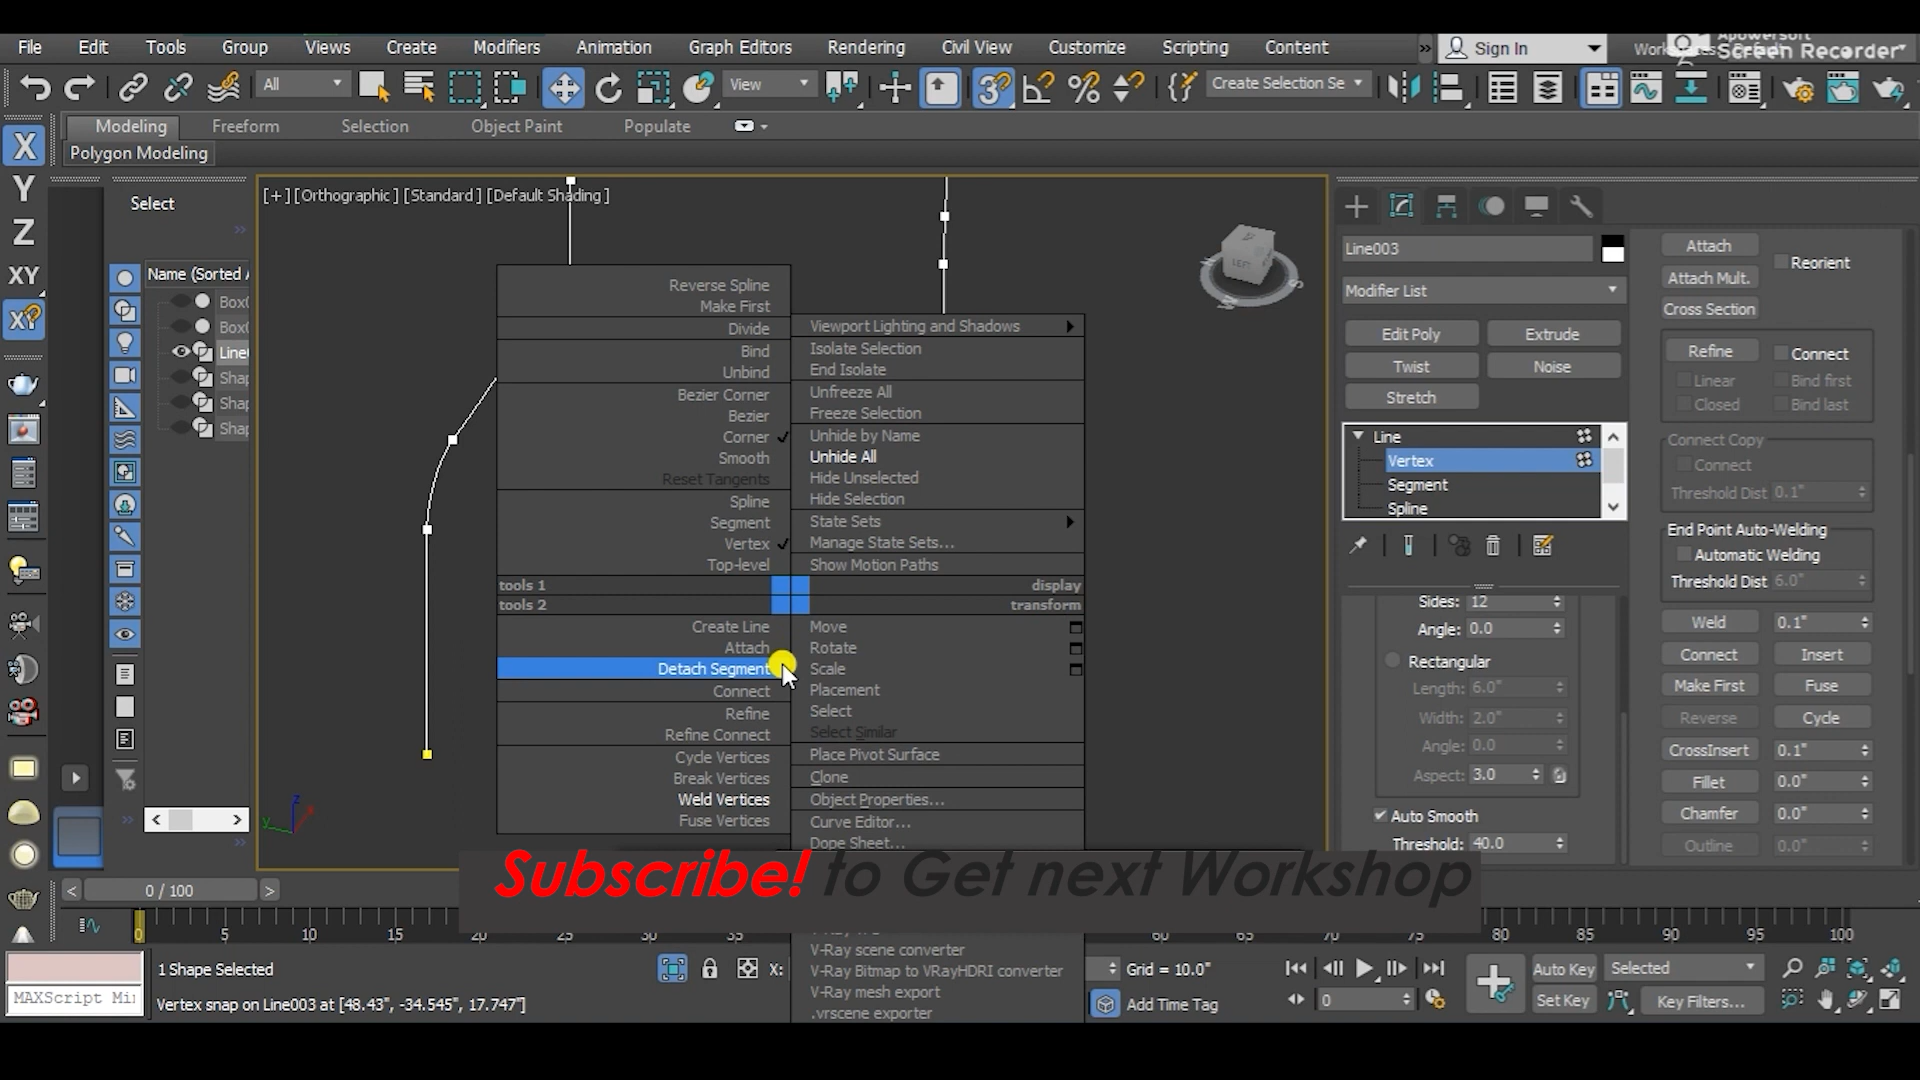 Apowersoft
Screen Recorder
File Edit Tools Group Views Create Modifiers Animation Graph Editors Rendering Civil View Customize Scripting Content » Sign In
All View Create Selection Se
Modeling Freeform Selection Object Paint Populate
Polygon Modeling
X
Y
Z
XY
XY
Select
»
Name (Sorted A
Box0
Box0
Line
Shap
Shap
Shap
[+] [Orthographic] [Standard] [Default Shading]
LEFT
Reverse Spline
Make First
Divide
Bind
Unbind
Bezier Corner
Bezier
Corner ✓
Smooth
Reset Tangents
Spline
Segment
Vertex ✓
Top-level
tools 1
tools 2
Create Line
Attach
Detach Segment
Connect
Refine
Refine Connect
Cycle Vertices
Break Vertices
Weld Vertices
Fuse Vertices
Viewport Lighting and Shadows
Isolate Selection
End Isolate
Unfreeze All
Freeze Selection
Unhide by Name
Unhide All
Hide Unselected
Hide Selection
State Sets
Manage State Sets...
Show Motion Paths
display
transform
Move
Rotate
Scale
Placement
Select
Select Similar
Place Pivot Surface
Clone
Object Properties...
Curve Editor...
Dope Sheet...
V-Ray scene converter
V-Ray Bitmap to VRayHDRI converter
V-Ray mesh export
.vrscene exporter
Line003
Modifier List
Edit Poly Extrude
Twist Noise
Stretch
Line
Vertex
Segment
Spline
Sides: 12
Angle: 0.0
Rectangular
Length: 6.0"
Width: 2.0"
Angle: 0.0
Aspect: 3.0
Auto Smooth
Threshold: 40.0
Attach
Reorient
Attach Mult.
Cross Section
Refine Connect
Linear Bind first
Closed Bind last
Connect Copy
Connect
Threshold Dist 0.1"
End Point Auto-Welding
Automatic Welding
Threshold Dist 6.0"
Weld 0.1"
Connect Insert
Make First Fuse
Reverse Cycle
CrossInsert 0.1"
Fillet 0.0"
Chamfer 0.0"
Outline 0.0"
Subscribe! to Get next Workshop
< 0 / 100 >
0 5 10 15 20 25 30 35 60 65 70 75 80 85 90 95 100
1 Shape Selected
X:
Grid = 10.0"
Auto Key Selected
MAXScript Mi
Vertex snap on Line003 at [48.43", -34.545", 17.747"]
Add Time Tag
0
Set Key Key Filters...